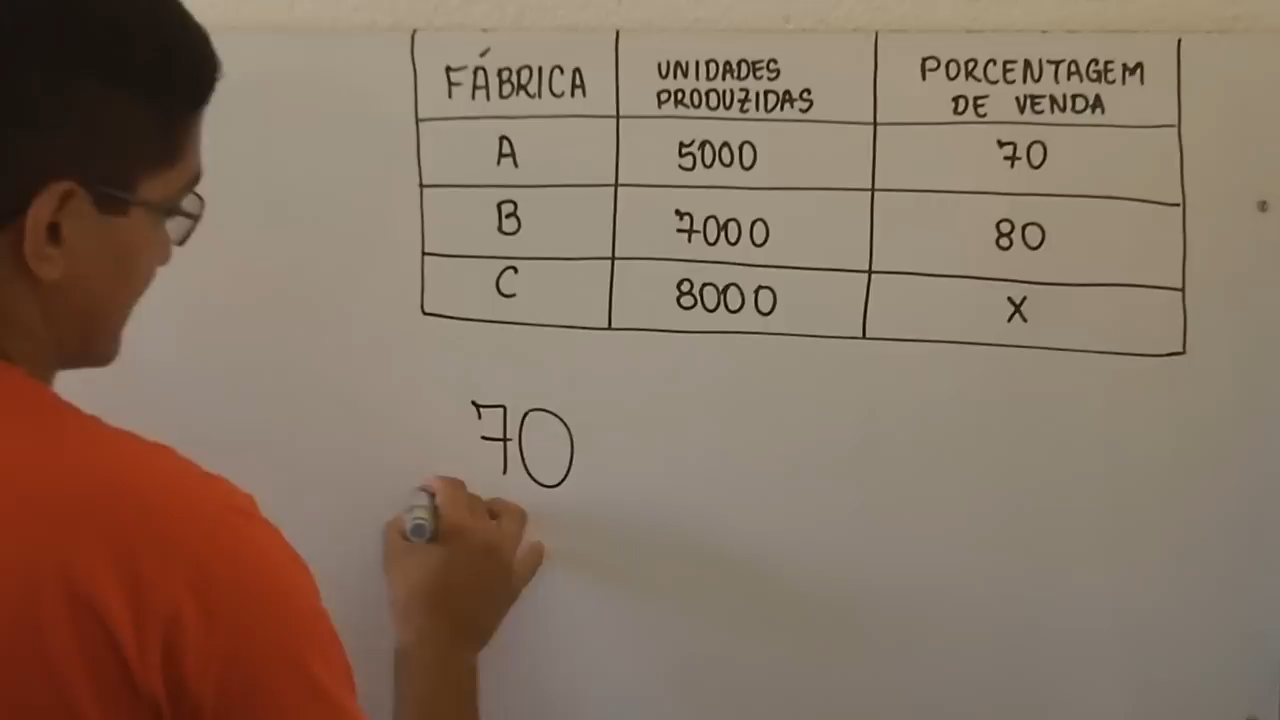 FÁBRICA UNIDADES PRODUZIDAS PORCENTAGEM DE VENDA
A 5000 70
B 7000 80
C 8000 X
70